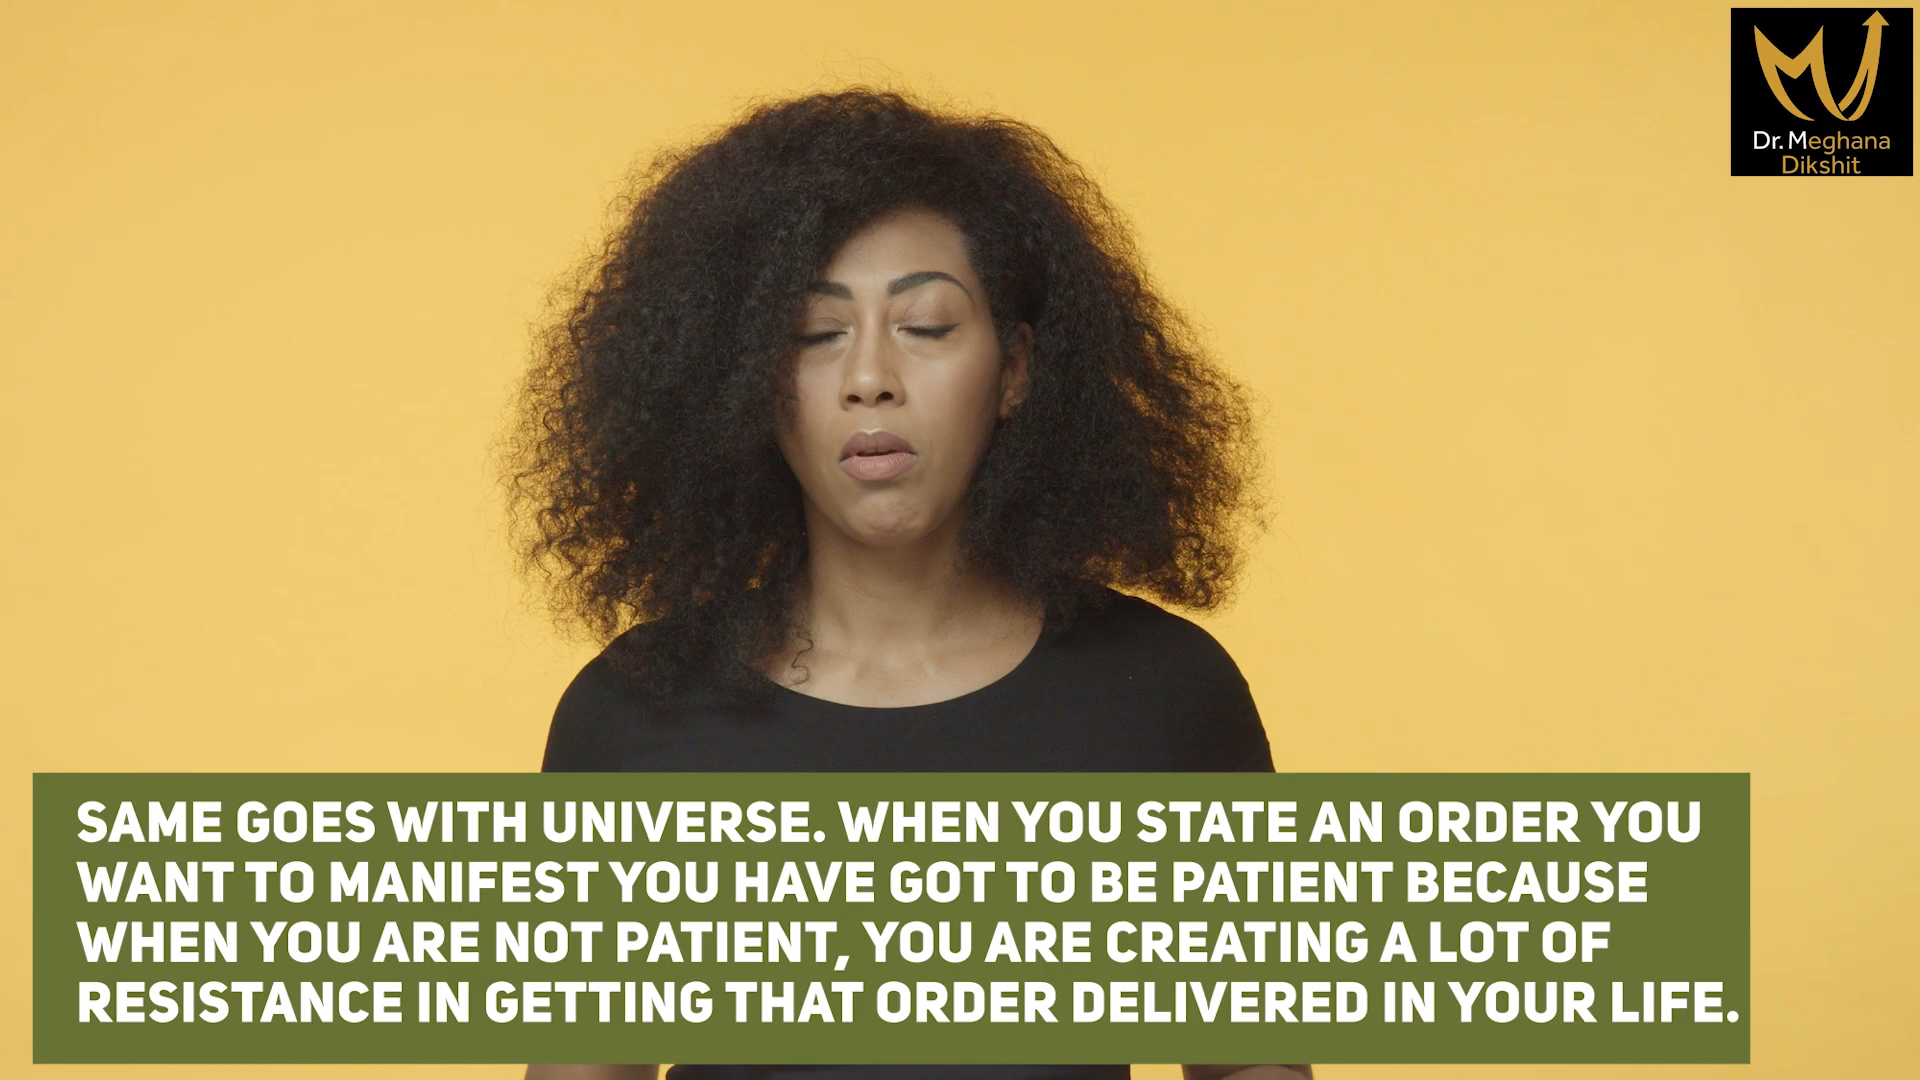 Dr. Meghana
Dikshit
SAME GOES WITH UNIVERSE. WHEN YOU STATE AN ORDER YOU
WANT TO MANIFEST YOU HAVE GOT TO BE PATIENT BECAUSE
WHEN YOU ARE NOT PATIENT, YOU ARE CREATING A LOT OF
RESISTANCE IN GETTING THAT ORDER DELIVERED IN YOUR LIFE.